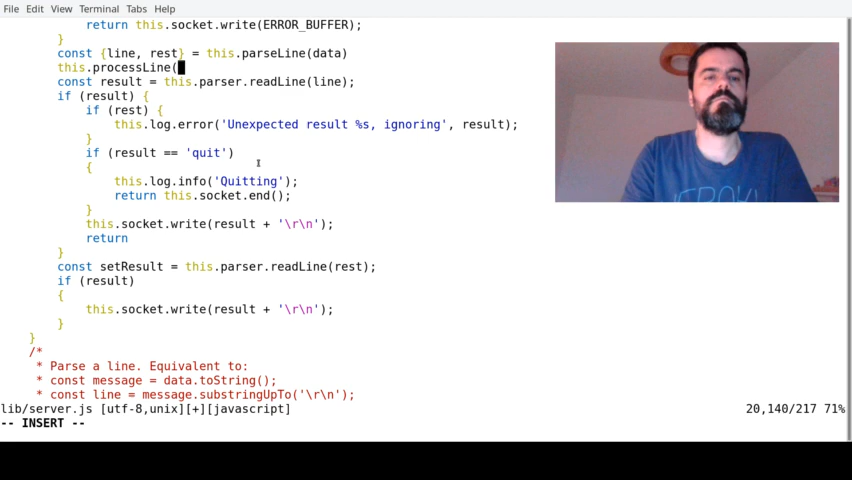 File Edit View Terminal Tabs Help
return this.socket.write(ERROR_BUFFER);
}
const {line, rest} = this.parseLine(data)
this.processLine(
const result = this.parser.readLine(line);
if (result) {
if (rest) {
this.log.error('Unexpected result %s, ignoring', result);
}
if (result == 'quit')
{
this.log.info('Quitting');
return this.socket.end();
}
this.socket.write(result + '\r\n');
return
}
const setResult = this.parser.readLine(rest);
if (result)
{
this.socket.write(result + '\r\n');
}
}
/*
* Parse a line. Equivalent to:
* const message = data.toString();
* const line = message.substringUpTo('\r\n');
lib/server.js [utf-8,unix][+][javascript] 20,140/217 71%
-- INSERT --